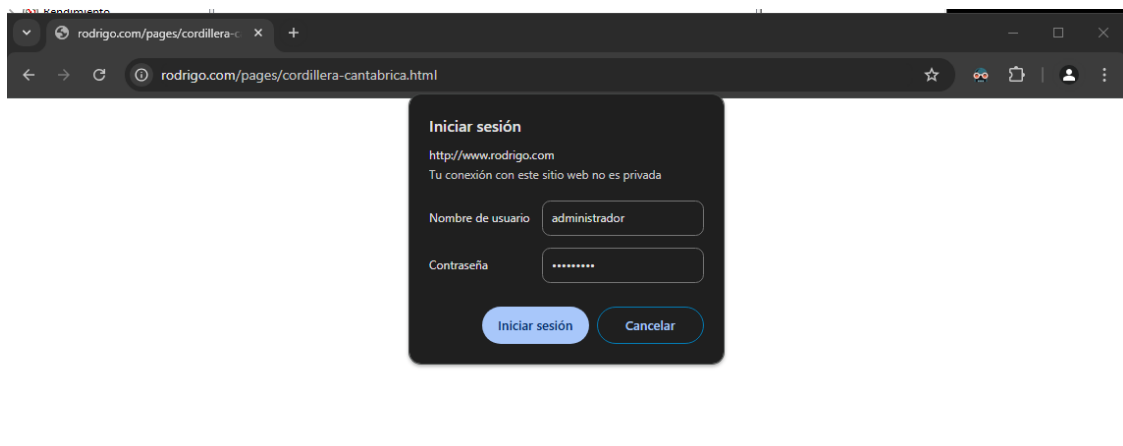 Rendimiento
rodrigo.com/pages/cordillera-c
rodrigo.com/pages/cordillera-cantabrica.html
Iniciar sesión
http://www.rodrigo.com
Tu conexión con este sitio web no es privada
Nombre de usuario administrador
Contraseña •••••••••
Iniciar sesión Cancelar